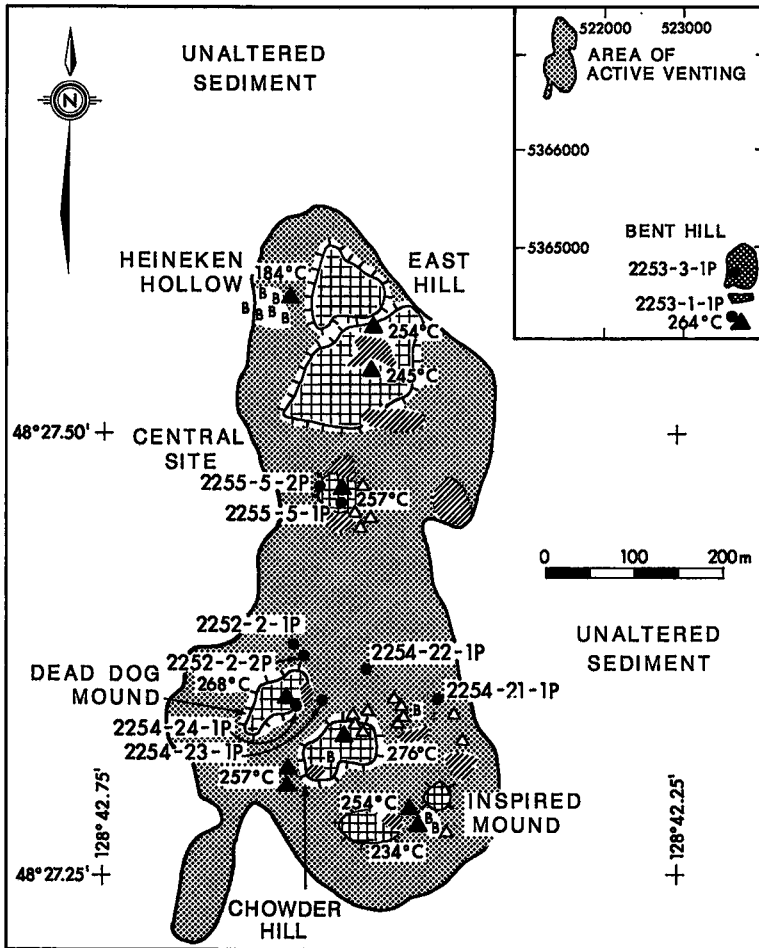 UNALTERED
SEDIMENT
N
522000 523000
AREA OF
ACTIVE VENTING
5366000
5365000
BENT HILL
2253-3-1P
2253-1-1P
264°C
HEINEKEN
HOLLOW
184°C
B
B B
B B B
B
EAST
HILL
254°C
245°C
48°27.50'
CENTRAL
SITE
2255-5-2P
257°C
2255-5-1P
0 100 200m
UNALTERED
SEDIMENT
2252-2-1P
2252-2-2P
2254-22-1P
DEAD DOG
MOUND
268°C
2254-21-1P
B
2254-24-1P
2254-23-1P
276°C
B
257°C
254°C
INSPIRED
MOUND
B
B
234°C
128°42.75'
128°42.25'
48°27.25'
CHOWDER
HILL